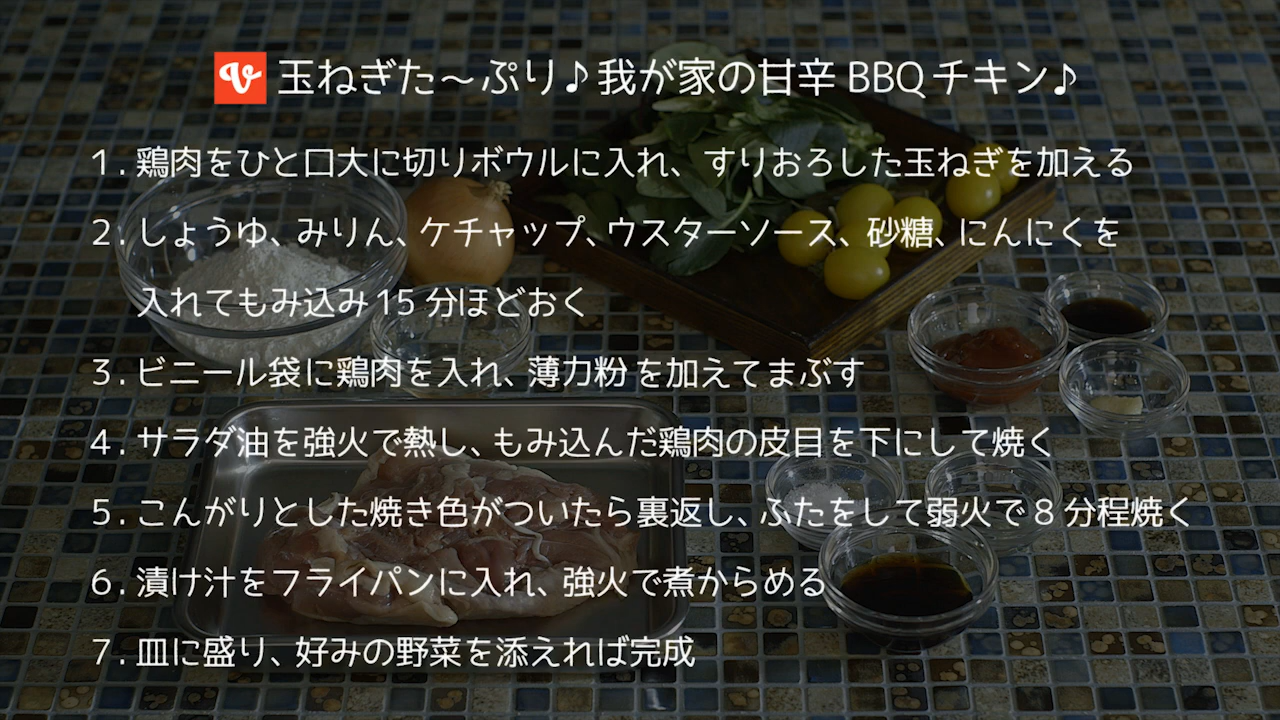 玉ねぎた〜ぷり♪我が家の甘辛BBQチキン♪
1. 鶏肉をひと口大に切りボウルに入れ、すりおろした玉ねぎを加える
2. しょうゆ、みりん、ケチャップ、ウスターソース、砂糖、にんにくを
入れてもみ込み15分ほどおく
3. ビニール袋に鶏肉を入れ、薄力粉を加えてまぶす
4. サラダ油を強火で熱し、もみ込んだ鶏肉の皮目を下にして焼く
5. こんがりとした焼き色がついたら裏返し、ふたをして弱火で8分程焼く
6. 漬け汁をフライパンに入れ、強火で煮からめる
7. 皿に盛り、好みの野菜を添えれば完成